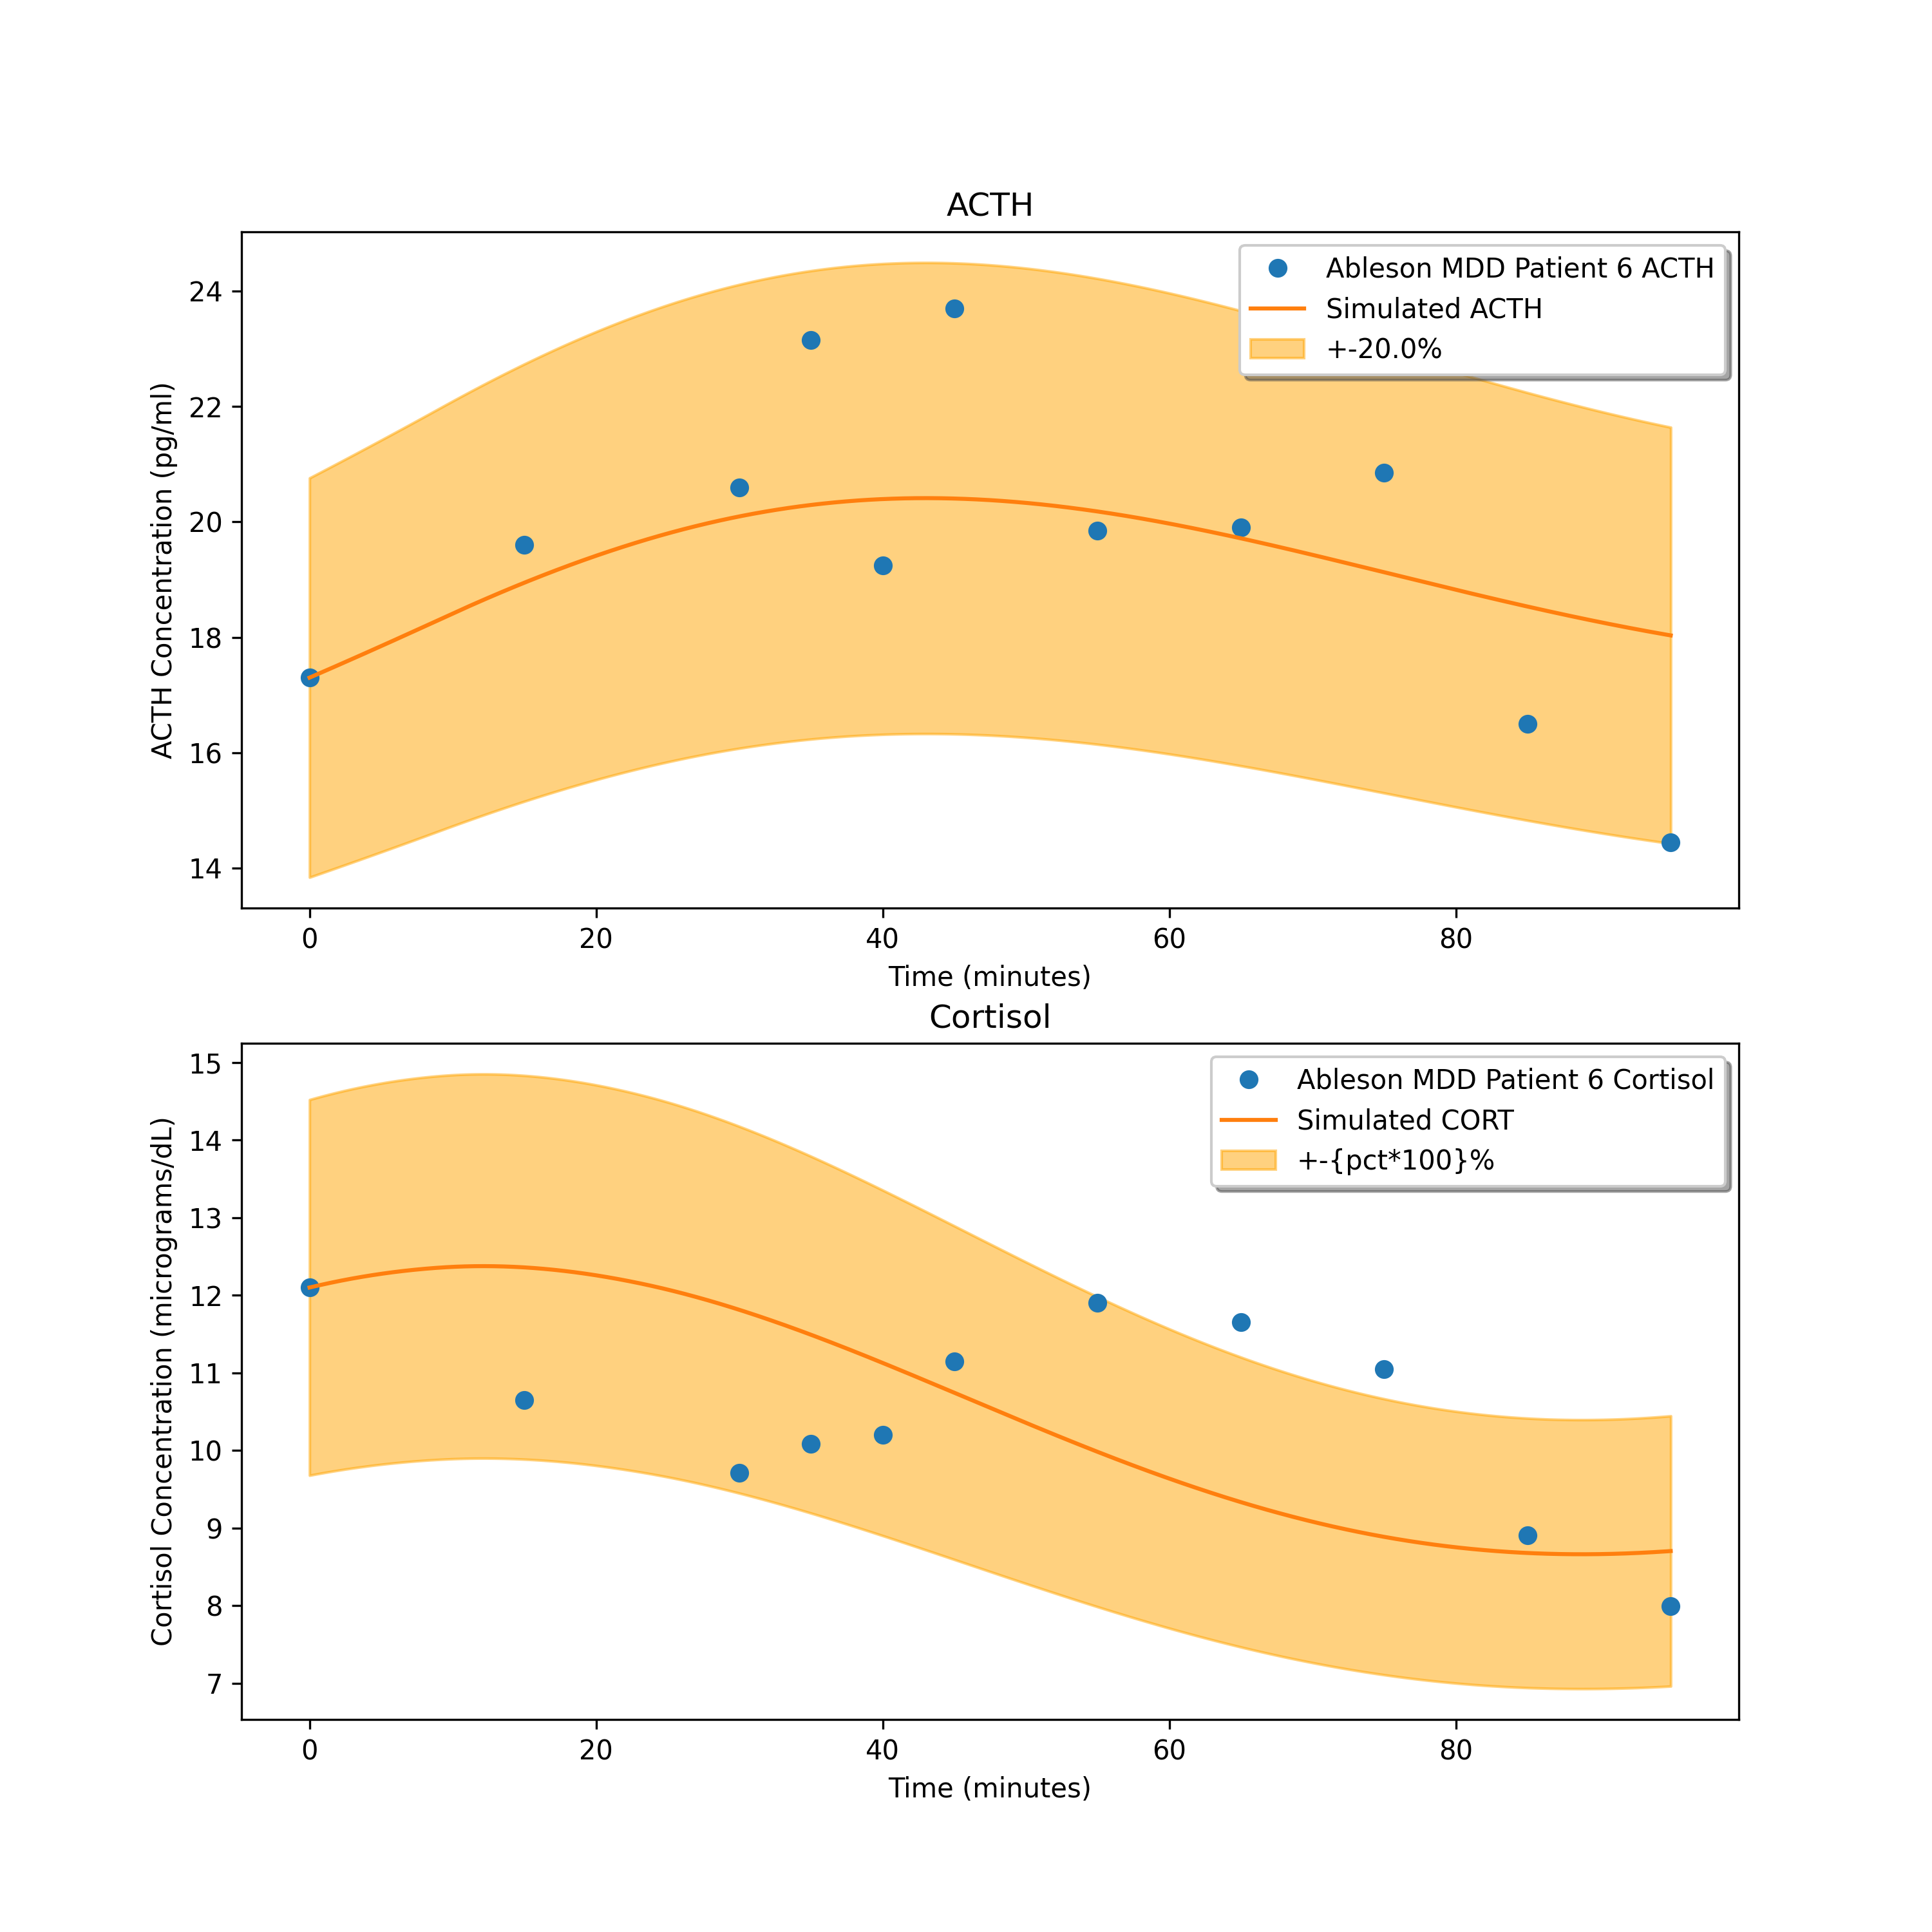 ACTH
Ableson MDD Patient 6 ACTH
Simulated ACTH
+-20.0%
ACTH Concentration (pg/ml)
24
22
20
18
16
14
0 20 40 60 80
Time (minutes)
Cortisol
Ableson MDD Patient 6 Cortisol
Simulated CORT
+-{pct*100}%
Cortisol Concentration (micrograms/dL)
15
14
13
12
11
10
9
8
7
0 20 40 60 80
Time (minutes)